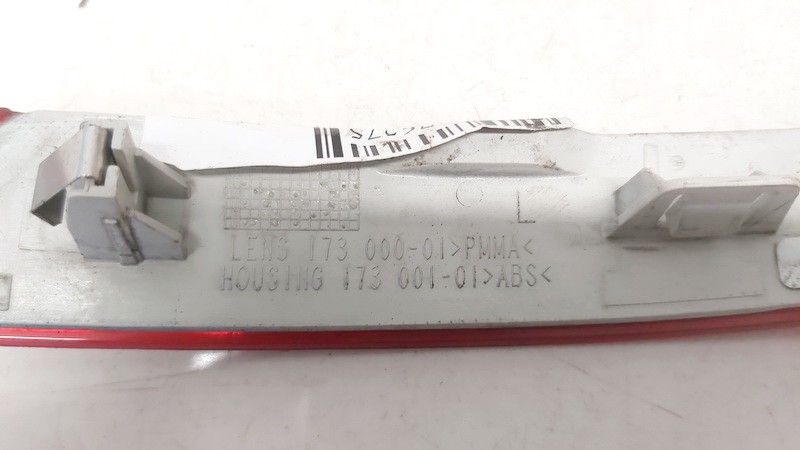 L
LENS 173 000-01>PMMA<
HOUSING 173 001-01>ABS<